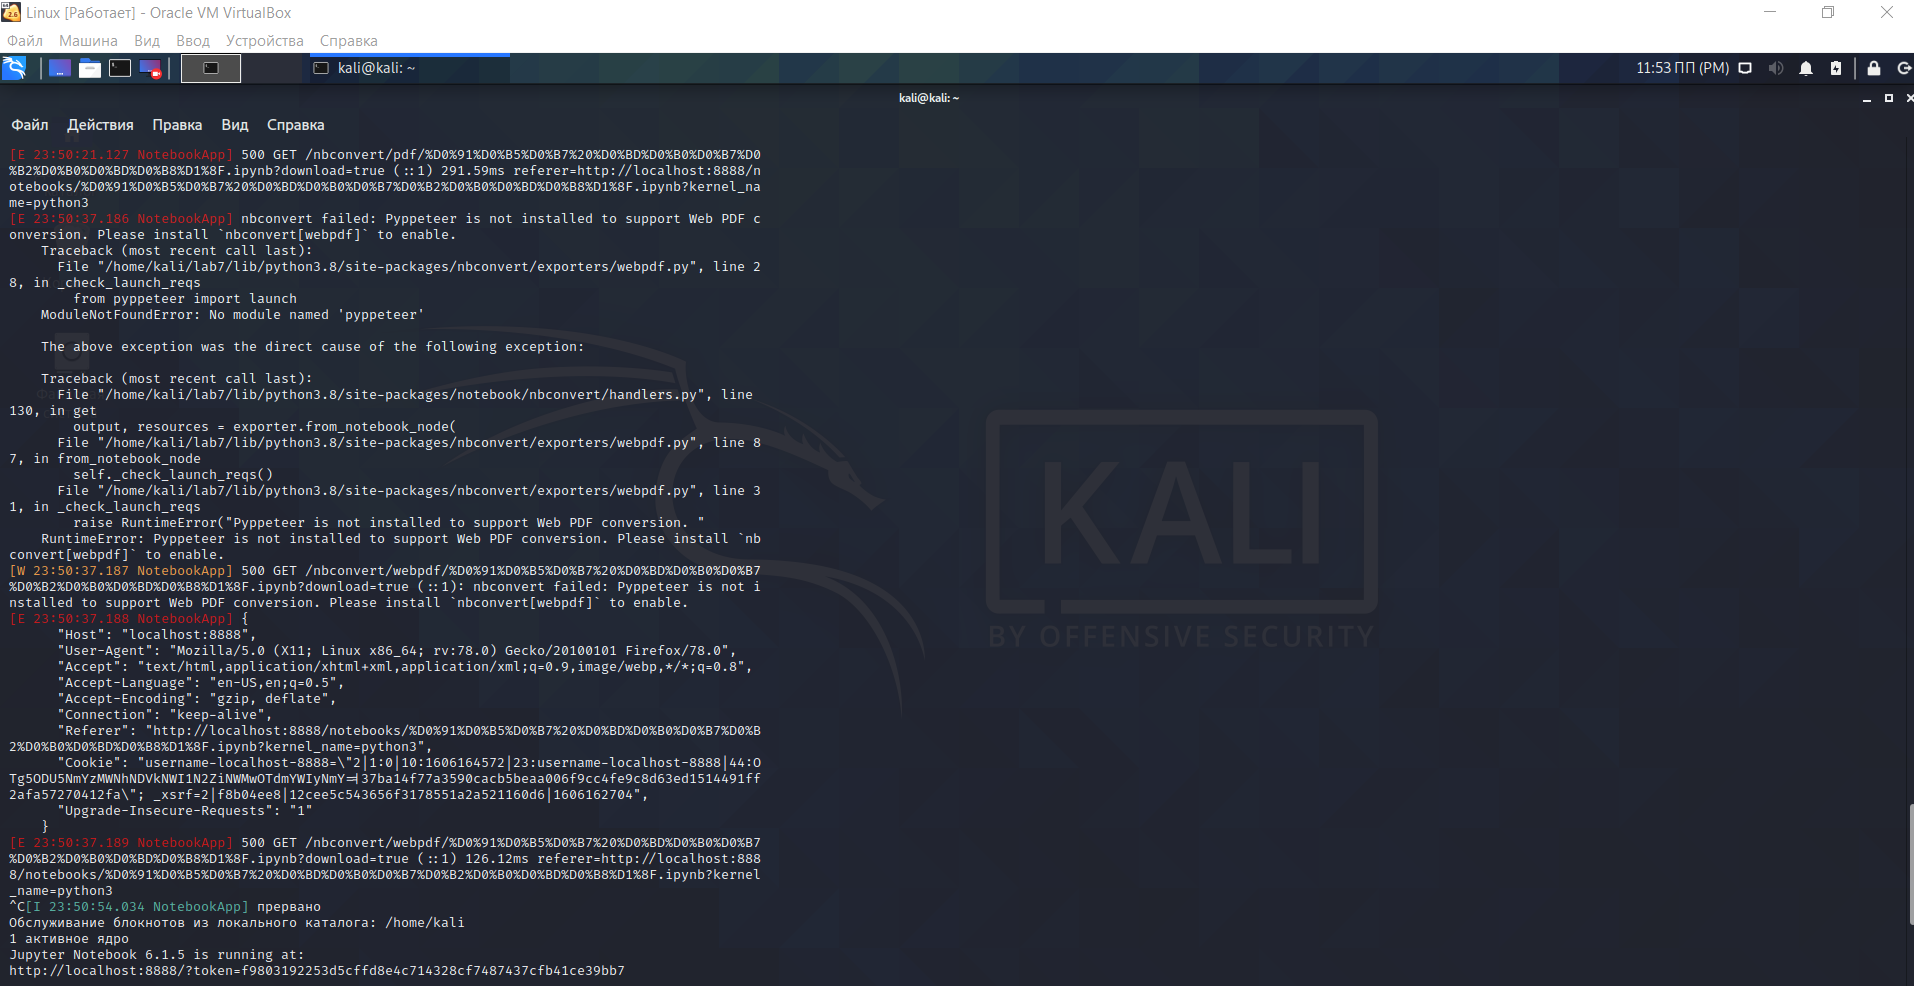 Linux [Работает] - Oracle VM VirtualBox
Файл Машина Вид Ввод Устройства Справка
kali@kali: ~
11:53 ПП (PM)
kali@kali: ~
Файл Действия Правка Вид Справка
[E 23:50:21.127 NotebookApp] 500 GET /nbconvert/pdf/%D0%91%D0%B5%D0%B7%20%D0%BD%D0%B0%D0%B7%D0
%B2%D0%B0%D0%BD%D0%B8%D1%8F.ipynb?download=true (::1) 291.59ms referer=http://localhost:8888/n
otebooks/%D0%91%D0%B5%D0%B7%20%D0%BD%D0%B0%D0%B7%D0%B2%D0%B0%D0%BD%D0%B8%D1%8F.ipynb?kernel_na
me=python3
[E 23:50:37.186 NotebookApp] nbconvert failed: Pyppeteer is not installed to support Web PDF c
onversion. Please install `nbconvert[webpdf]` to enable.
Traceback (most recent call last):
File "/home/kali/lab7/lib/python3.8/site-packages/nbconvert/exporters/webpdf.py", line 2
8, in _check_launch_reqs
from pyppeteer import launch
ModuleNotFoundError: No module named 'pyppeteer'
The above exception was the direct cause of the following exception:
Traceback (most recent call last):
File "/home/kali/lab7/lib/python3.8/site-packages/notebook/nbconvert/handlers.py", line
130, in get
output, resources = exporter.from_notebook_node(
File "/home/kali/lab7/lib/python3.8/site-packages/nbconvert/exporters/webpdf.py", line 8
7, in from_notebook_node
self._check_launch_reqs()
File "/home/kali/lab7/lib/python3.8/site-packages/nbconvert/exporters/webpdf.py", line 3
1, in _check_launch_reqs
raise RuntimeError("Pyppeteer is not installed to support Web PDF conversion. "
RuntimeError: Pyppeteer is not installed to support Web PDF conversion. Please install `nb
convert[webpdf]` to enable.
[W 23:50:37.187 NotebookApp] 500 GET /nbconvert/webpdf/%D0%91%D0%B5%D0%B7%20%D0%BD%D0%B0%D0%B7
%D0%B2%D0%B0%D0%BD%D0%B8%D1%8F.ipynb?download=true (::1): nbconvert failed: Pyppeteer is not i
nstalled to support Web PDF conversion. Please install `nbconvert[webpdf]` to enable.
[E 23:50:37.188 NotebookApp] {
"Host": "localhost:8888",
"User-Agent": "Mozilla/5.0 (X11; Linux x86_64; rv:78.0) Gecko/20100101 Firefox/78.0",
"Accept": "text/html,application/xhtml+xml,application/xml;q=0.9,image/webp,*/*;q=0.8",
"Accept-Language": "en-US,en;q=0.5",
"Accept-Encoding": "gzip, deflate",
"Connection": "keep-alive",
"Referer": "http://localhost:8888/notebooks/%D0%91%D0%B5%D0%B7%20%D0%BD%D0%B0%D0%B7%D0%B
2%D0%B0%D0%BD%D0%B8%D1%8F.ipynb?kernel_name=python3",
"Cookie": "username-localhost-8888=\"2|1:0|10:1606164572|23:username-localhost-8888|44:O
Tg5ODU5NmYzMWNhNDVkNWI1N2ZiNWMwOTdmYWIyNmY=|37ba14f77a3590cacb5beaa006f9cc4fe9c8d63ed1514491ff
2afa57270412fa\"; _xsrf=2|f8b04ee8|12cee5c543656f3178551a2a521160d6|1606162704",
"Upgrade-Insecure-Requests": "1"
}
[E 23:50:37.189 NotebookApp] 500 GET /nbconvert/webpdf/%D0%91%D0%B5%D0%B7%20%D0%BD%D0%B0%D0%B7
%D0%B2%D0%B0%D0%BD%D0%B8%D1%8F.ipynb?download=true (::1) 126.12ms referer=http://localhost:888
8/notebooks/%D0%91%D0%B5%D0%B7%20%D0%BD%D0%B0%D0%B7%D0%B2%D0%B0%D0%BD%D0%B8%D1%8F.ipynb?kernel
_name=python3
^C[I 23:50:54.034 NotebookApp] прервано
Обслуживание блокнотов из локального каталога: /home/kali
1 активное ядро
Jupyter Notebook 6.1.5 is running at:
http://localhost:8888/?token=f9803192253d5cffd8e4c714328cf7487437cfb41ce39bb7
KALI
BY OFFENSIVE SECURITY